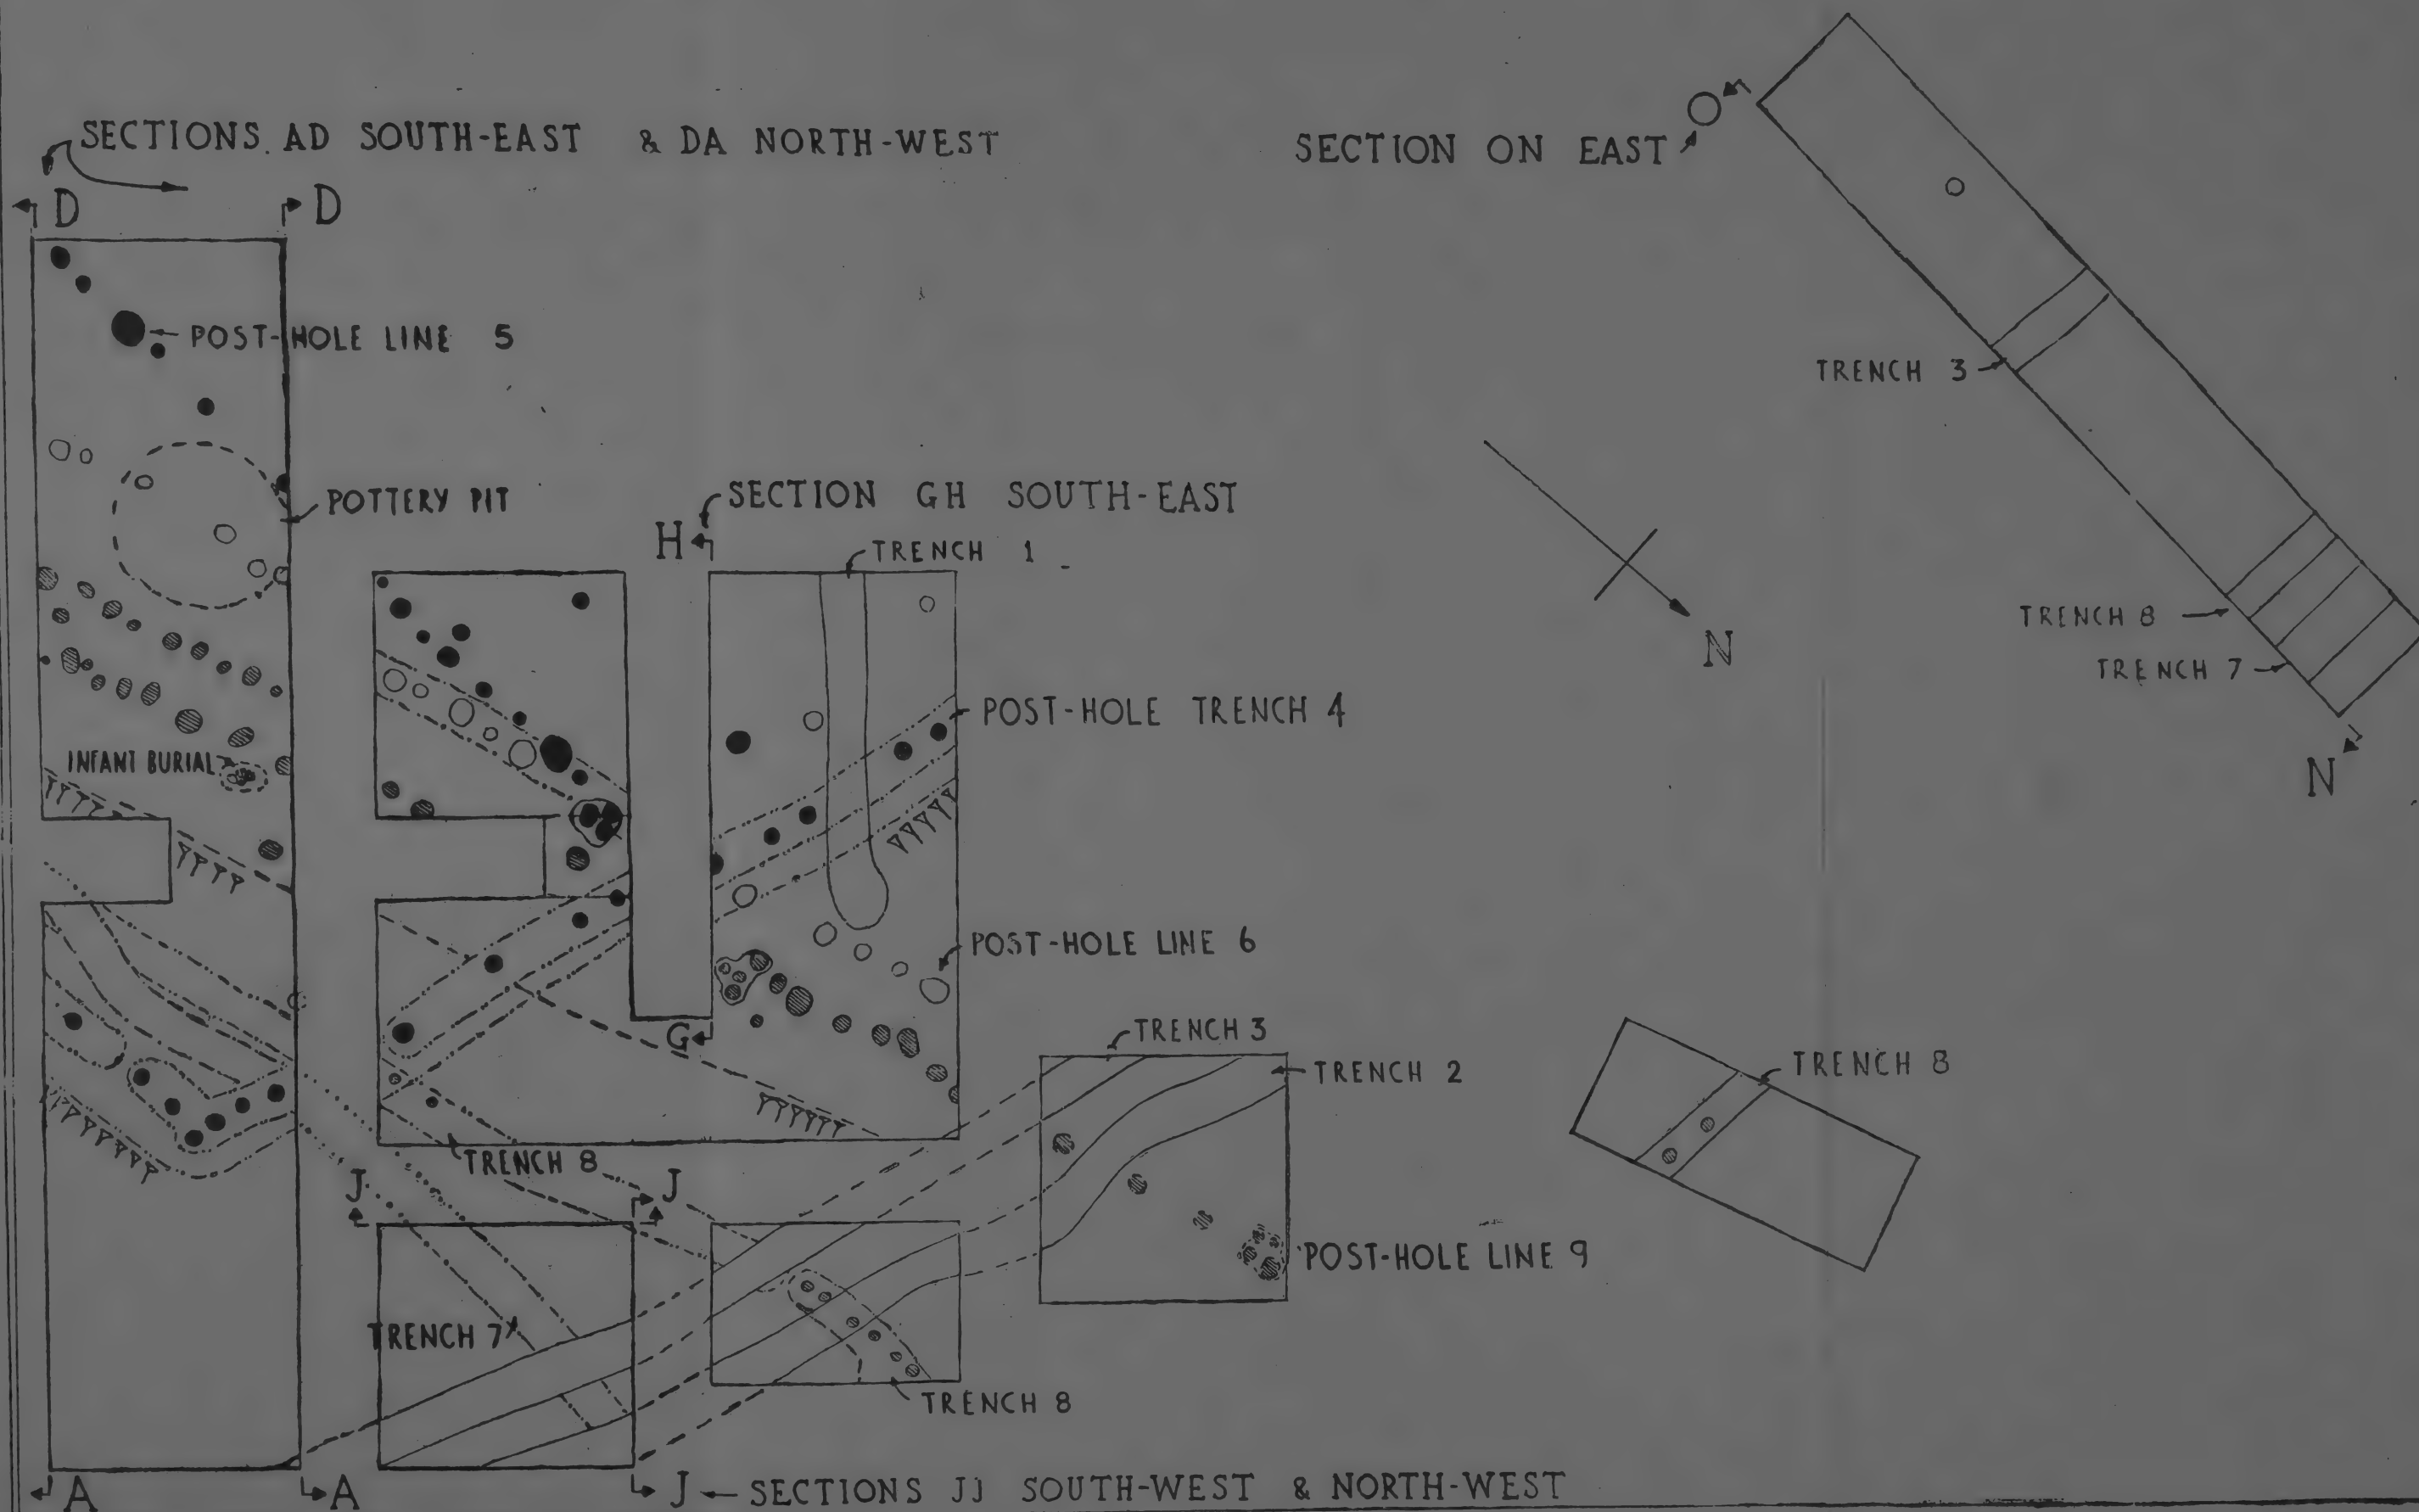 SECTIONS AD SOUTH-EAST & DA NORTH-WEST
SECTION ON EAST
O
D
D
POST-HOLE LINE 5
TRENCH 3
POTTERY PIT
SECTION GH SOUTH-EAST
H
TRENCH 1
N
TRENCH 8
TRENCH 7
POST-HOLE TRENCH 4
N
INFANT BURIAL
POST-HOLE LINE 6
G
TRENCH 3
TRENCH 2
TRENCH 8
TRENCH 8
J
J
POST-HOLE LINE 9
TRENCH 7
TRENCH 8
A
A
J
SECTIONS JJ SOUTH-WEST & NORTH-WEST